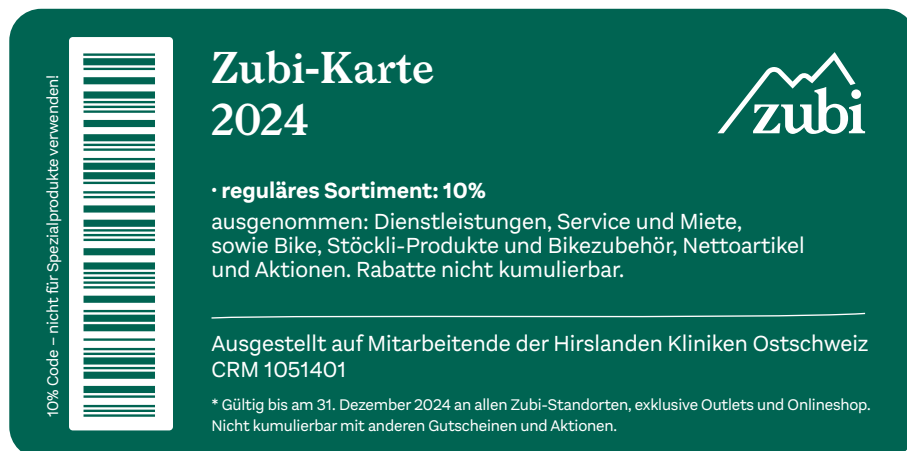 10% Code – nicht für Spezialprodukte verwenden!
Zubi-Karte
2024
zubi
· reguläres Sortiment: 10%
ausgenommen: Dienstleistungen, Service und Miete,
sowie Bike, Stöckli-Produkte und Bikezubehör, Nettoartikel
und Aktionen. Rabatte nicht kumulierbar.
Ausgestellt auf Mitarbeitende der Hirslanden Kliniken Ostschweiz
CRM 1051401
* Gültig bis am 31. Dezember 2024 an allen Zubi-Standorten, exklusive Outlets und Onlineshop.
Nicht kumulierbar mit anderen Gutscheinen und Aktionen.